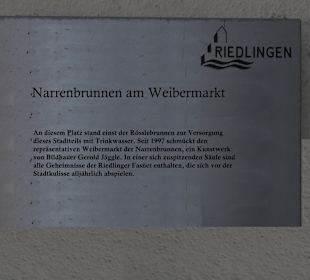 RIEDLINGEN
Narrenbrunnen am Weibermarkt
An diesem Platz stand einst der Rösslebrunnen zur Versorgung
dieses Stadtteils mit Trinkwasser. Seit 1997 schmückt den
repräsentativen Weibermarkt der Narrenbrunnen, ein Kunstwerk
von Bildhauer Gerold Jäggle. In einer sich zuspitzenden Säule sind
alle Geheimnisse der Riedlinger Fasnet enthalten, die sich vor der
Stadtkulisse alljährlich abspielen.